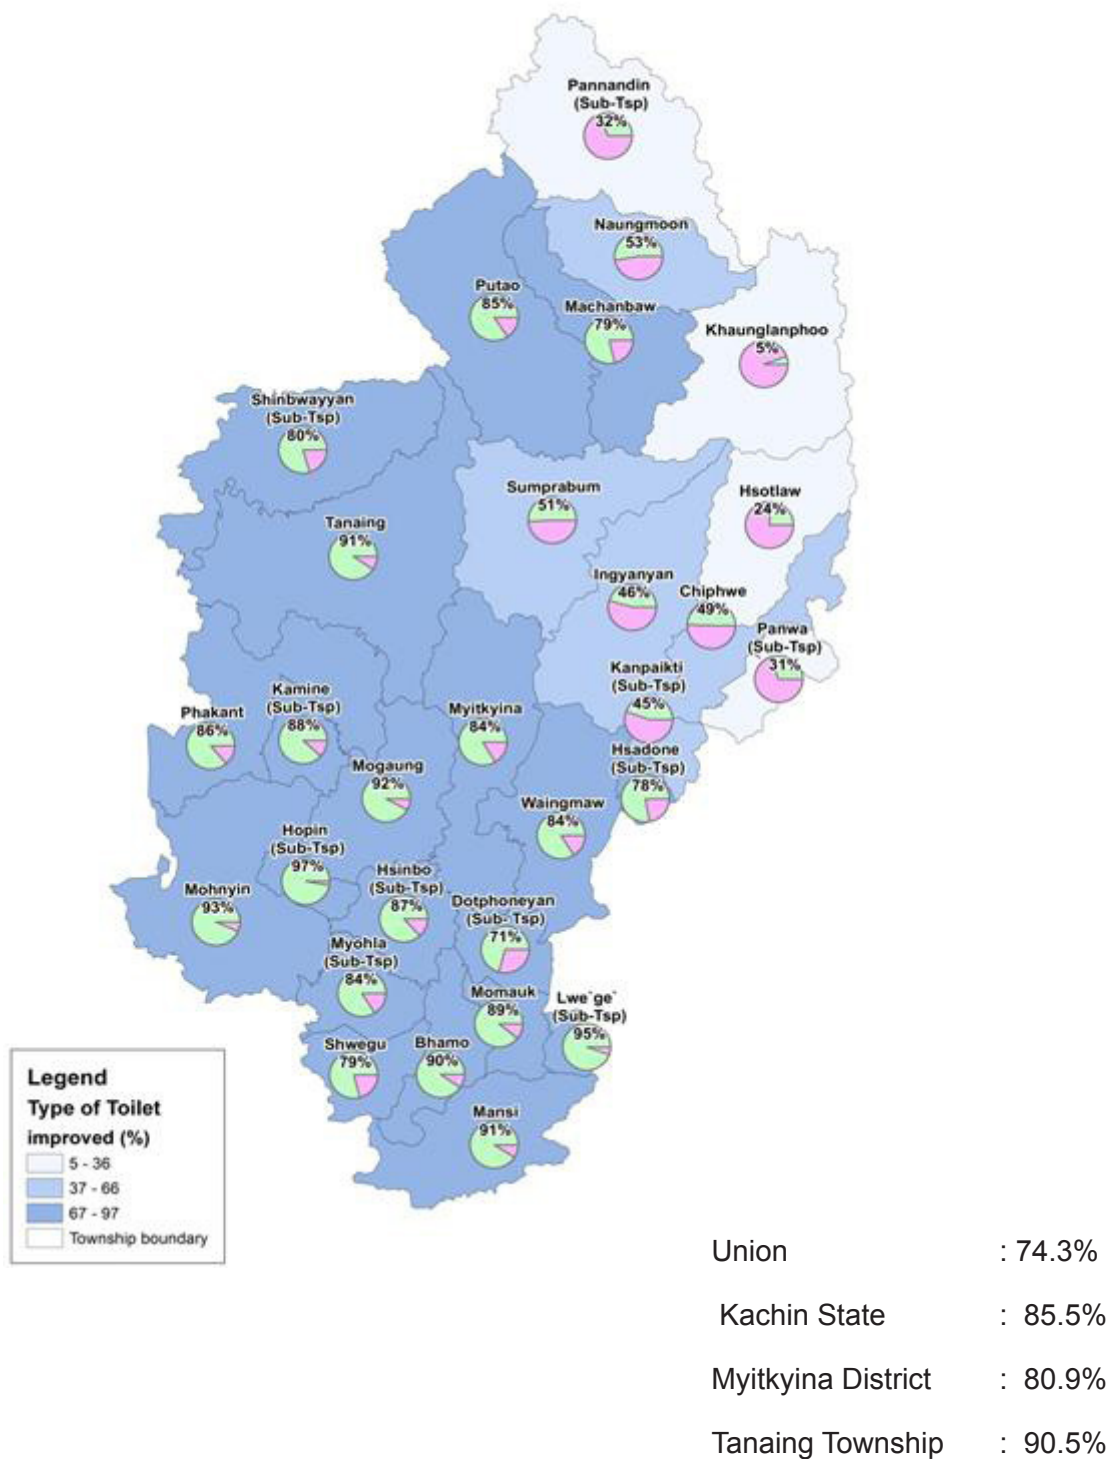 Pannandin
(Sub-Tsp)
32%
Naungmoon
53%
Putao
85%
Machanbaw
79%
Khaunglanphoo
5%
Shinbwayyan
(Sub-Tsp)
80%
Sumprabum
51%
Hsotlaw
24%
Tanaing
91%
Ingyanyan
46%
Chiphwe
49%
Panwa
(Sub-Tsp)
31%
Kanpaikti
(Sub-Tsp)
45%
Phakant
86%
Kamine
(Sub-Tsp)
88%
Myitkyina
84%
Hsadone
(Sub-Tsp)
78%
Mogaung
92%
Waingmaw
84%
Hopin
(Sub-Tsp)
97%
Mohnyin
93%
Hsinbo
(Sub-Tsp)
87%
Dotphoneyan
(Sub- Tsp)
71%
Myohla
(Sub-Tsp)
84%
Momauk
89%
Lwe`ge`
(Sub-Tsp)
95%
Shwegu
79%
Bhamo
90%
Mansi
91%
Legend
Type of Toilet
improved (%)
5 - 36
37 - 66
67 - 97
Township boundary
Union : 74.3%
Kachin State : 85.5%
Myitkyina District : 80.9%
Tanaing Township : 90.5%